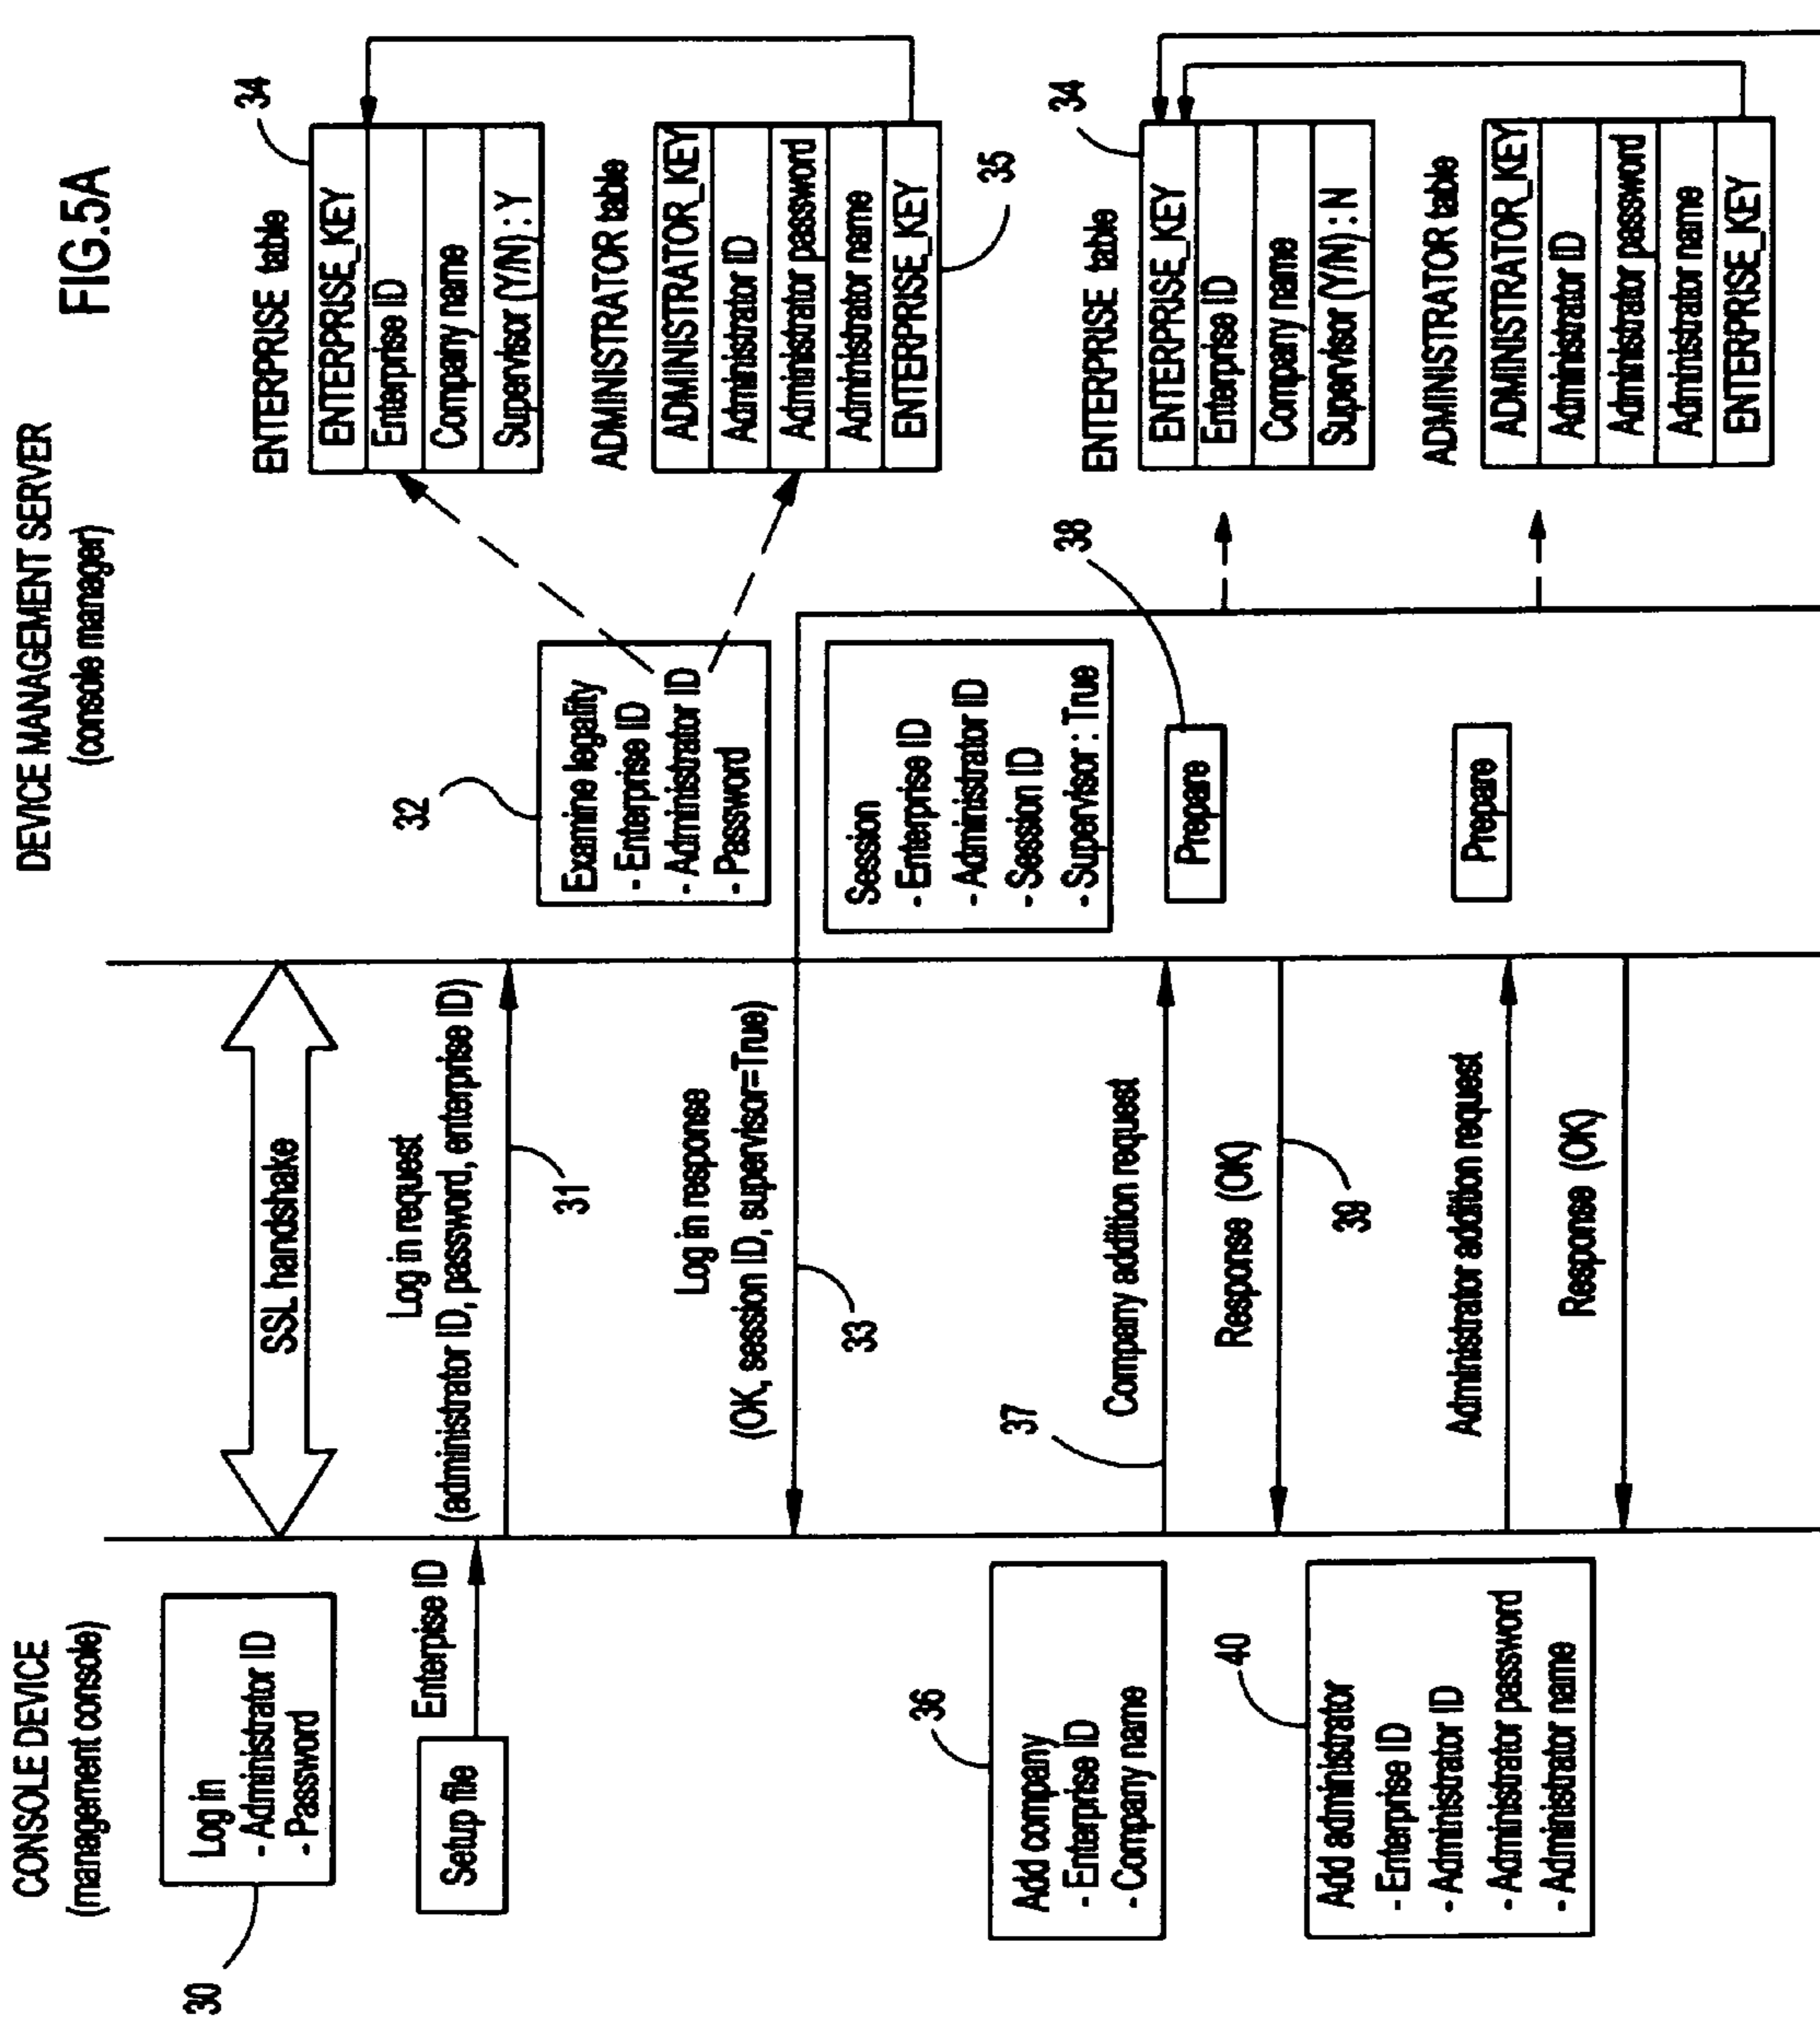 FIG.5A
CONSOLE DEVICE
(management console)
DEVICE MANAGEMENT SERVER
(console manager)
30
Log in
- Administrator ID
- Password
SSL handshake
Setup file
Enterpise ID
Log in request
(administrator ID, password, enterprise ID)
31
32
Examine legality
- Enterprise ID
- Administrator ID
- Password
ENTERPRISE table
34
ENTERPRISE_KEY
Enterprise ID
Company name
Supervisor (Y/N) : Y
ADMINISTRATOR table
ADMINISTRATOR_KEY
Administrator ID
Administrator password
Administrator name
ENTERPRISE_KEY
35
Log in response
(OK, session ID, supervisor=True)
33
Session
- Enterprise ID
- Administrator ID
- Session ID
- Supervisor : True
36
Add company
- Enterprise ID
- Company name
37
Company addition request
Prepare
38
Response (OK)
39
ENTERPRISE table
34
ENTERPRISE_KEY
Enterprise ID
Company name
Supervisor (Y/N) : N
40
Add administrator
- Enterprise ID
- Administrator ID
- Administrator password
- Administrator name
Administrator addition request
Prepare
Response (OK)
ADMINISTRATOR table
ADMINISTRATOR_KEY
Administrator ID
Administrator password
Administrator name
ENTERPRISE_KEY